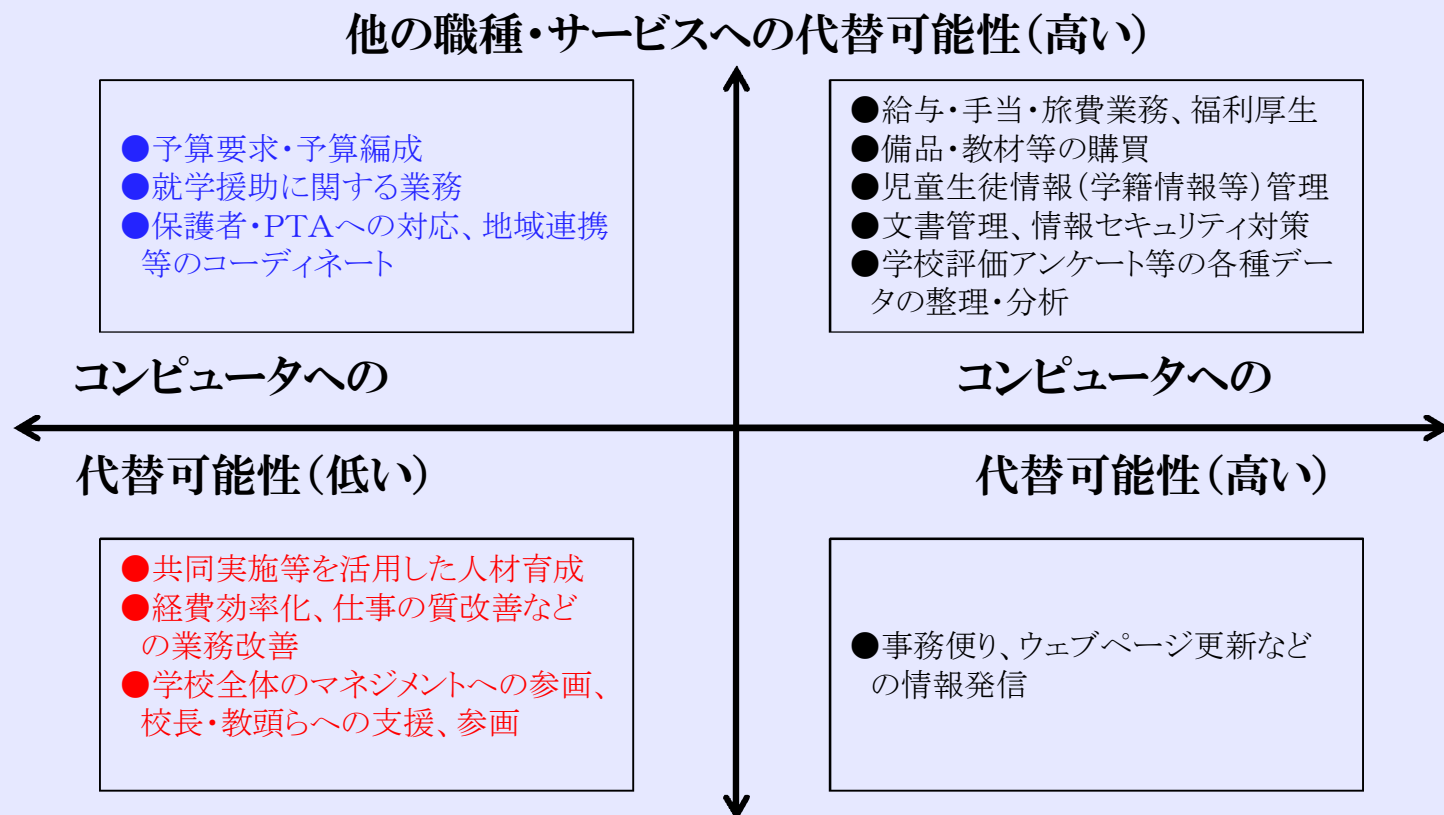 他の職種・サービスへの代替可能性(高い)
●予算要求・予算編成
●就学援助に関する業務
●保護者・PTAへの対応、地域連携
等のコーディネート
●給与・手当・旅費業務、福利厚生
●備品・教材等の購買
●児童生徒情報(学籍情報等)管理
●文書管理、情報セキュリティ対策
●学校評価アンケート等の各種デー
タの整理・分析
コンピュータへの
代替可能性(低い)
コンピュータへの
代替可能性(高い)
●共同実施等を活用した人材育成
●経費効率化、仕事の質改善など
の業務改善
●学校全体のマネジメントへの参画、
校長・教頭らへの支援、参画
●事務便り、ウェブページ更新など
の情報発信